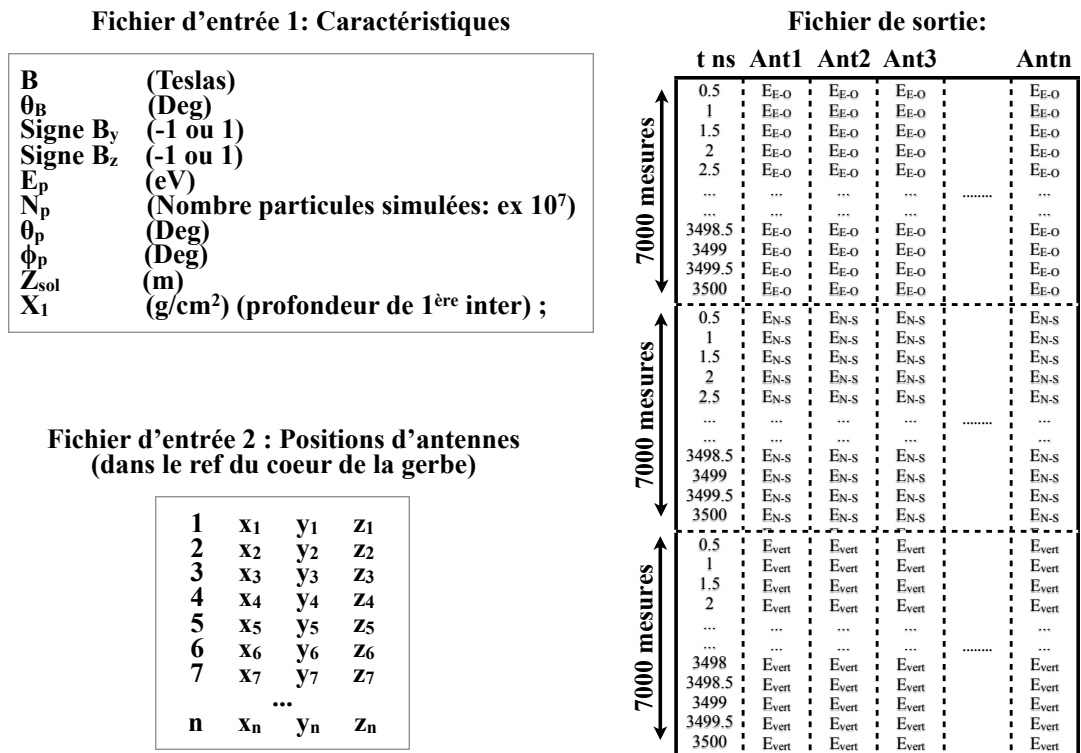 Fichier d'entrée 1: Caractéristiques
B (Teslas)
θB (Deg)
Signe By (-1 ou 1)
Signe Bz (-1 ou 1)
Ep (eV)
Np (Nombre particules simulées: ex 10⁷)
θp (Deg)
ϕp (Deg)
Zsol (m)
X1 (g/cm²) (profondeur de 1ère inter) ;
Fichier d'entrée 2 : Positions d'antennes
(dans le ref du coeur de la gerbe)
1 x1 y1 z1
2 x2 y2 z2
3 x3 y3 z3
4 x4 y4 z4
5 x5 y5 z5
6 x6 y6 z6
7 x7 y7 z7
...
n xn yn zn
Fichier de sortie:
t ns Ant1 Ant2 Ant3 Antn
7000 mesures
0.5 EE-O EE-O EE-O EE-O
1 EE-O EE-O EE-O EE-O
1.5 EE-O EE-O EE-O EE-O
2 EE-O EE-O EE-O EE-O
2.5 EE-O EE-O EE-O EE-O
... ... ... ... ........ ...
... ... ... ... ...
3498.5 EE-O EE-O EE-O EE-O
3499 EE-O EE-O EE-O EE-O
3499.5 EE-O EE-O EE-O EE-O
3500 EE-O EE-O EE-O EE-O
7000 mesures
0.5 EN-S EN-S EN-S EN-S
1 EN-S EN-S EN-S EN-S
1.5 EN-S EN-S EN-S EN-S
2 EN-S EN-S EN-S EN-S
2.5 EN-S EN-S EN-S EN-S
... ... ... ... ........ ...
... ... ... ... ...
3498.5 EN-S EN-S EN-S EN-S
3499 EN-S EN-S EN-S EN-S
3499.5 EN-S EN-S EN-S EN-S
3500 EN-S EN-S EN-S EN-S
7000 mesures
0.5 Evert Evert Evert Evert
1 Evert Evert Evert Evert
1.5 Evert Evert Evert Evert
2 Evert Evert Evert Evert
... ... ... ... ...
... ... ... ... ........ ...
3498 Evert Evert Evert Evert
3498.5 Evert Evert Evert Evert
3499 Evert Evert Evert Evert
3499.5 Evert Evert Evert Evert
3500 Evert Evert Evert Evert